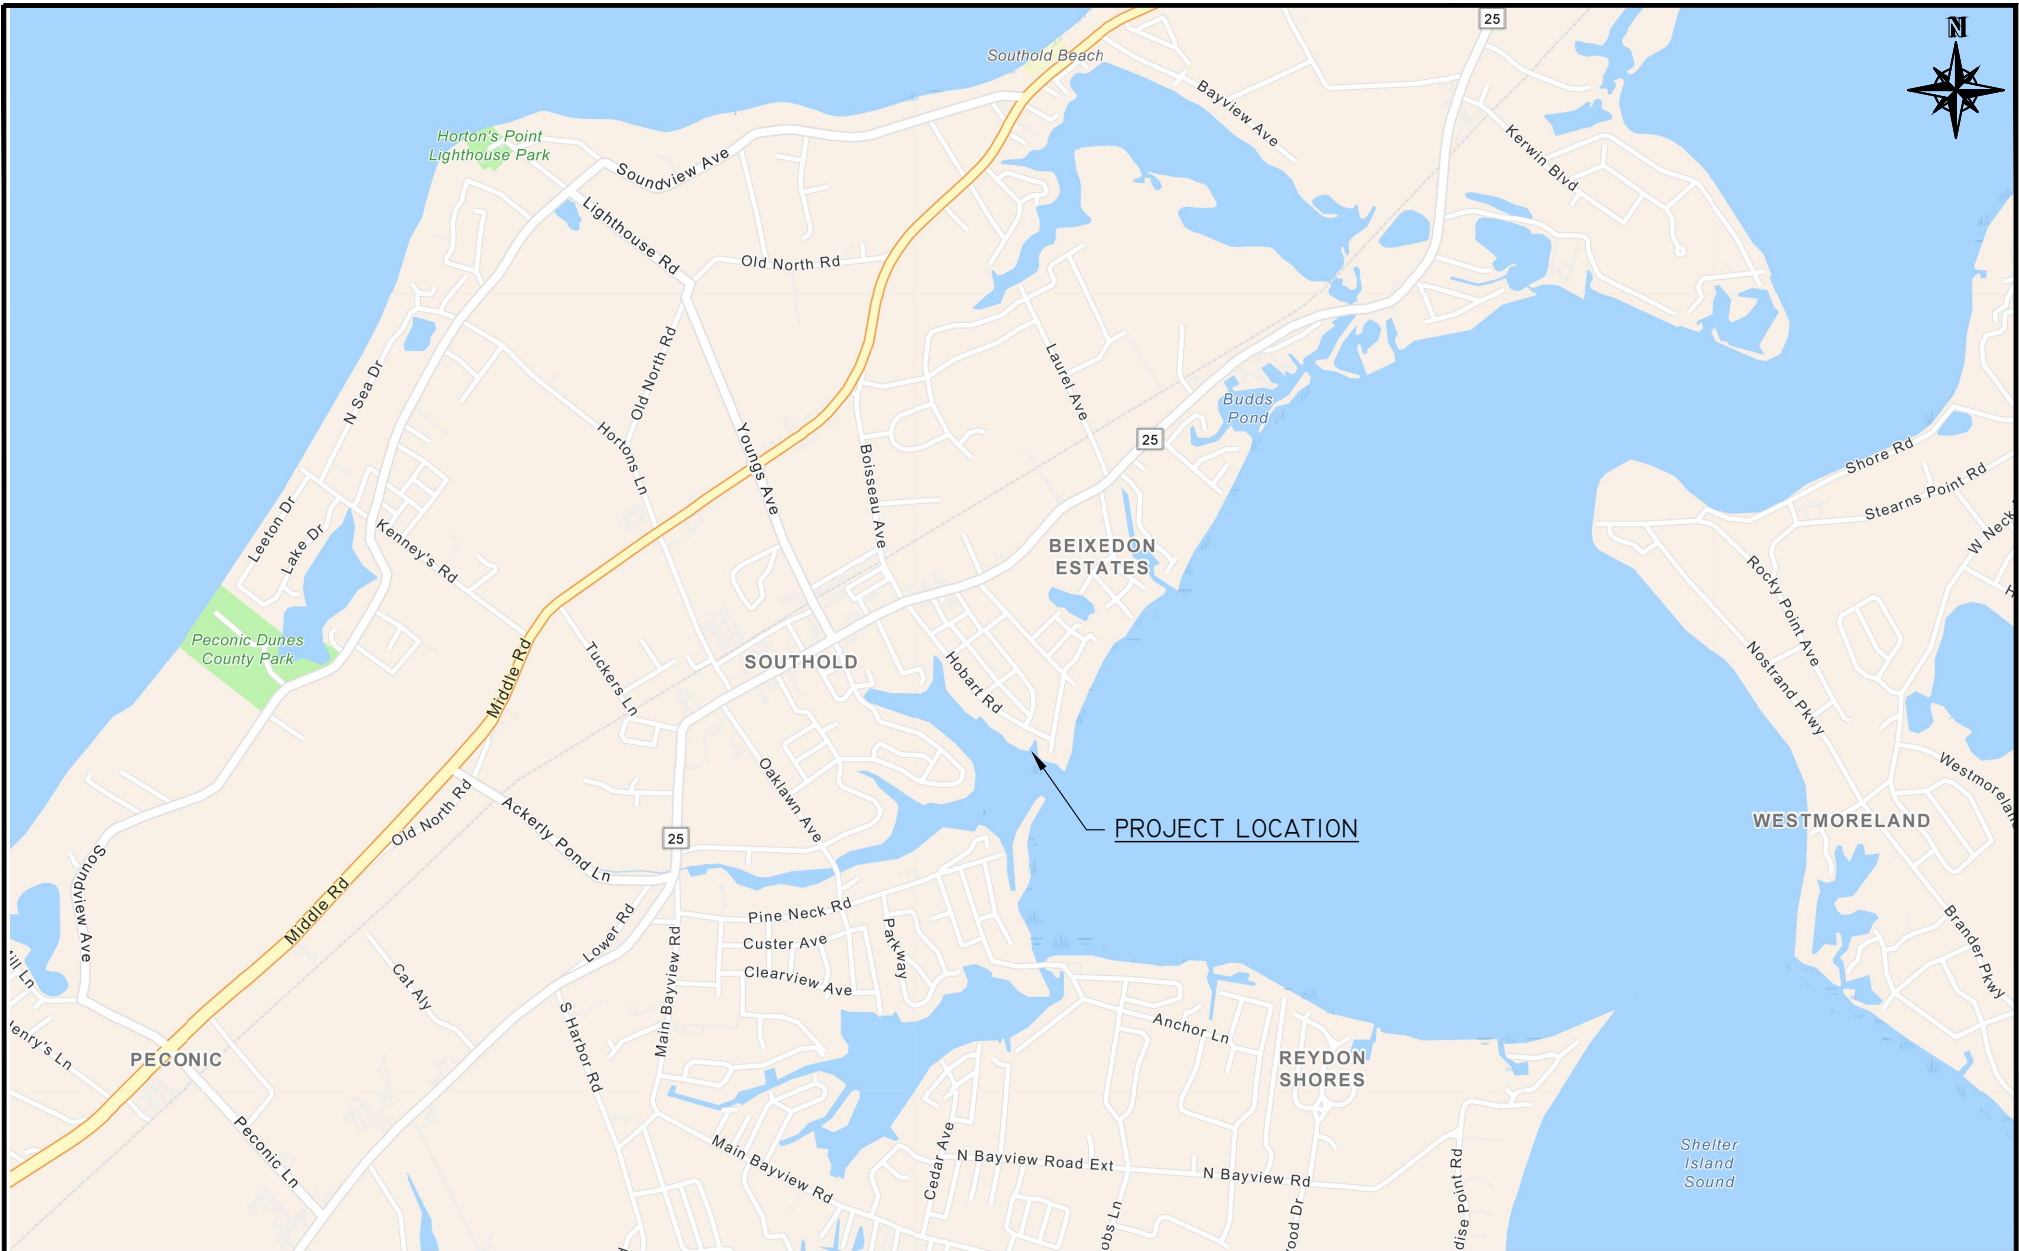 25
N
Southold Beach
Bayview Ave
Kerwin Blvd
Horton's Point
Lighthouse Park
Soundview Ave
Lighthouse Rd
Old North Rd
Old North Rd
N Sea Dr
Laurel Ave
Budds
Pond
Hortons Ln
Youngs Ave
25
Boisseau Ave
Shore Rd
Stearns Point Rd
W Neck
Leeton Dr
Lake Dr
Kenney's Rd
BEIXEDON
ESTATES
Rocky Point Ave
Peconic Dunes
County Park
Middle Rd
Tuckers Ln
SOUTHOLD
Hobart Rd
Nostrand Pkwy
Oaklawn Ave
Old North Rd
Ackerly Pond Ln
25
PROJECT LOCATION
WESTMORELAND
Westmoreland
Soundview Ave
Middle Rd
Lower Rd
Pine Neck Rd
Custer Ave
Clearview Ave
Parkway
Brander Pkwy
Cat Aly
Main Bayview Rd
S Harbor Rd
Anchor Ln
REYDON
SHORES
PECONIC
Peconic Ln
Main Bayview Rd
Cedar Ave
N Bayview Road Ext
N Bayview Rd
Shelter
Island
Sound